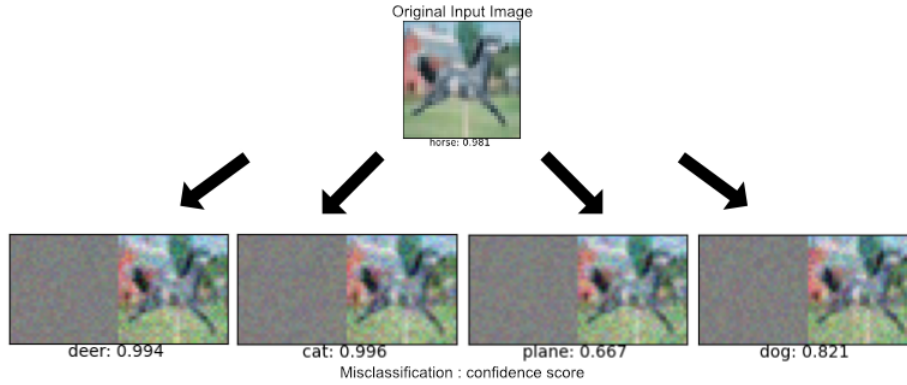 Original Input Image
horse: 0.981
deer: 0.994
cat: 0.996
plane: 0.667
dog: 0.821
Misclassification : confidence score